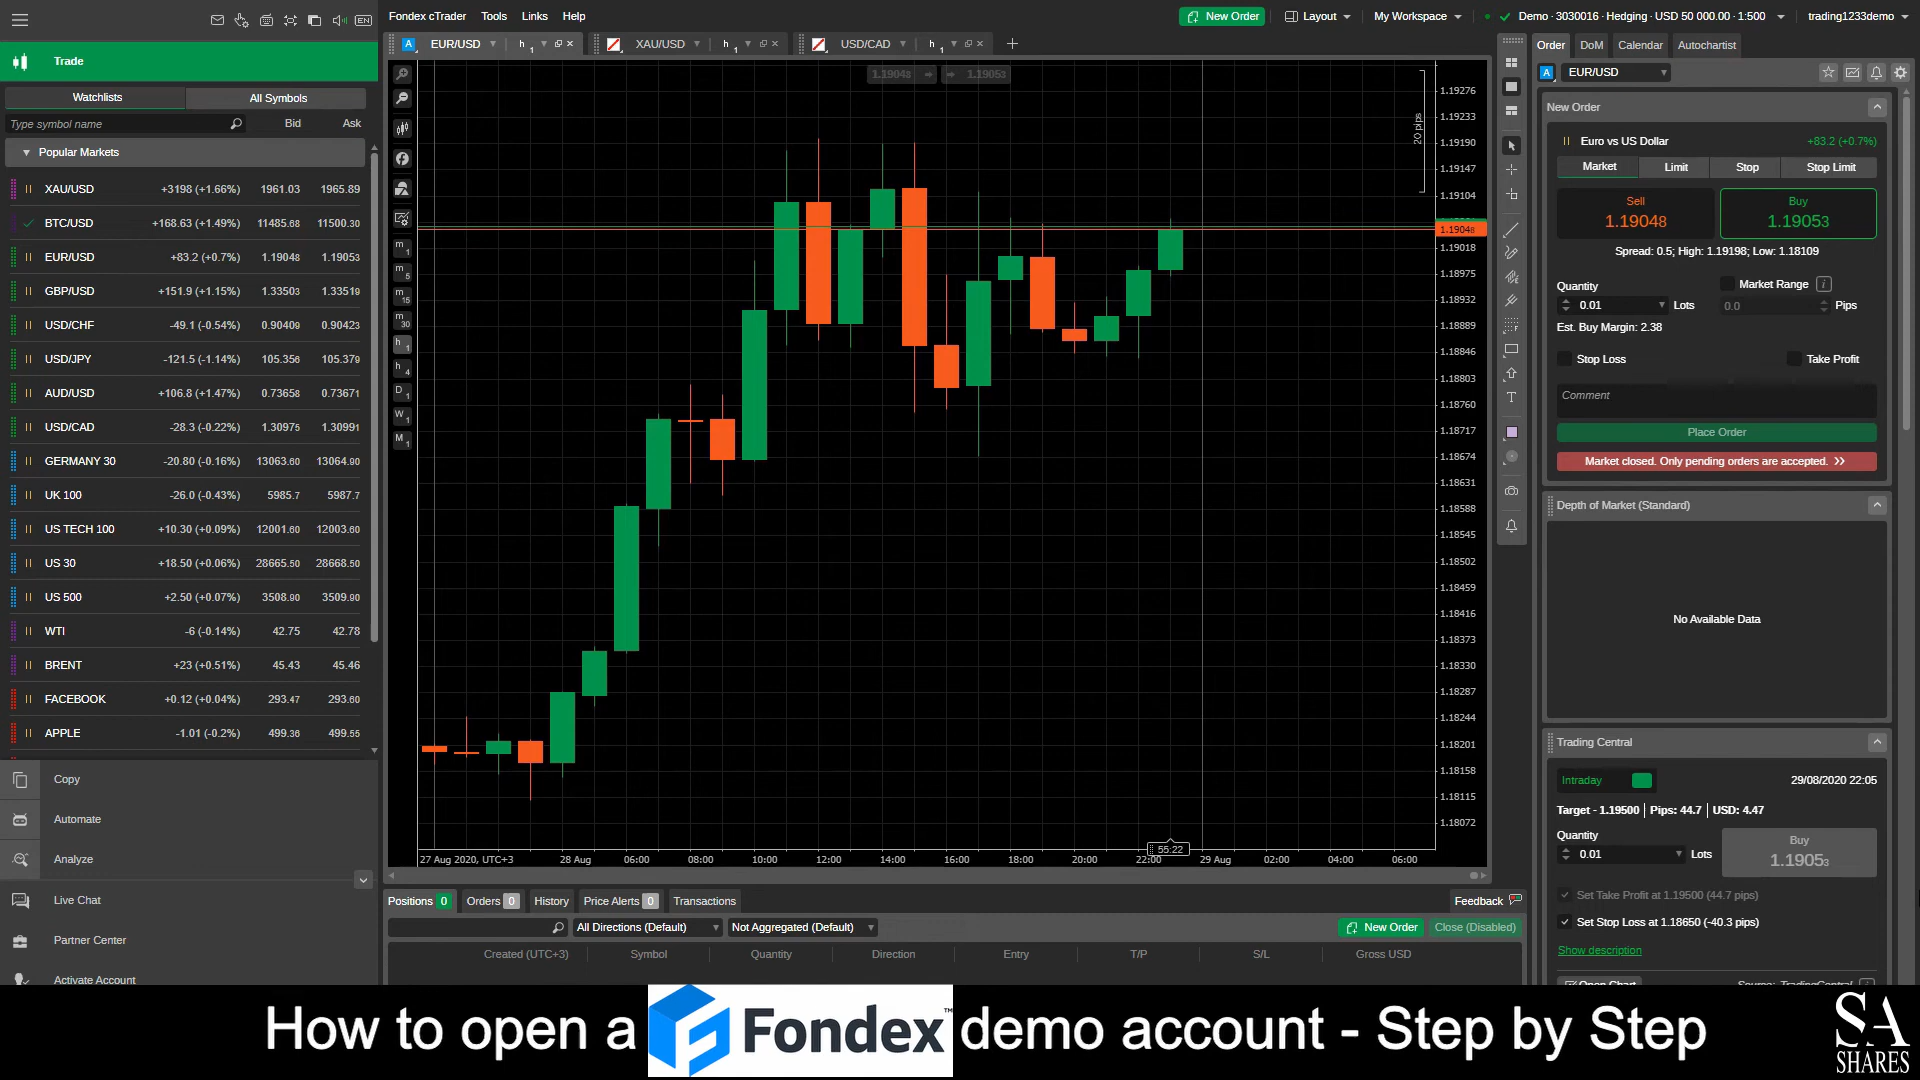 Fondex cTrader Tools Links Help New Order Layout My Workspace Demo · 3030016 · Hedging · USD 50 000.00 · 1:500 trading1233demo
EN
Trade
EUR/USD h 1 XAU/USD h 1 USD/CAD h 1
Order DoM Calendar Autochartist
Watchlists All Symbols
Type symbol name Bid Ask
Popular Markets
XAU/USD +3198 (+1.66%) 1961.03 1965.89
BTC/USD +168.63 (+1.49%) 11485.68 11500.30
EUR/USD +83.2 (+0.7%) 1.19048 1.19053
GBP/USD +151.9 (+1.15%) 1.33503 1.33519
USD/CHF -49.1 (-0.54%) 0.90409 0.90423
USD/JPY -121.5 (-1.14%) 105.356 105.379
AUD/USD +106.8 (+1.47%) 0.73658 0.73671
USD/CAD -28.3 (-0.22%) 1.30975 1.30991
GERMANY 30 -20.80 (-0.16%) 13063.60 13064.90
UK 100 -26.0 (-0.43%) 5985.7 5987.7
US TECH 100 +10.30 (+0.09%) 12001.60 12003.60
US 30 +18.50 (+0.06%) 28665.50 28668.50
US 500 +2.50 (+0.07%) 3508.90 3509.90
WTI -6 (-0.14%) 42.75 42.78
BRENT +23 (+0.51%) 45.43 45.46
FACEBOOK +0.12 (+0.04%) 293.47 293.60
APPLE -1.01 (-0.2%) 499.36 499.55
Copy
Automate
Analyze
Live Chat
Partner Center
Activate Account
1.19048 1.19053
m 1
m 5
m 15
m 30
h 1
h 4
D 1
W 1
M 1
20 pips
1.19276
1.19233
1.19190
1.19147
1.19104
1.19048
1.19018
1.18975
1.18932
1.18889
1.18846
1.18803
1.18760
1.18717
1.18674
1.18631
1.18588
1.18545
1.18502
1.18459
1.18416
1.18373
1.18330
1.18287
1.18244
1.18201
1.18158
1.18115
1.18072
55:22
27 Aug 2020, UTC+3 28 Aug 06:00 08:00 10:00 12:00 14:00 16:00 18:00 20:00 22:00 29 Aug 02:00 04:00 06:00
Positions 0 Orders 0 History Price Alerts 0 Transactions Feedback
All Directions (Default) Not Aggregated (Default) New Order Close (Disabled)
Created (UTC+3) Symbol Quantity Direction Entry T/P S/L Gross USD
A EUR/USD
New Order
Euro vs US Dollar +83.2 (+0.7%)
Market Limit Stop Stop Limit
Sell Buy
1.19048 1.19053
Spread: 0.5; High: 1.19198; Low: 1.18109
Quantity Market Range
0.01 Lots 0.0 Pips
Est. Buy Margin: 2.38
Stop Loss Take Profit
Comment
Place Order
Market closed. Only pending orders are accepted.
Depth of Market (Standard)
No Available Data
Trading Central
Intraday 29/08/2020 22:05
Target - 1.19500 | Pips: 44.7 | USD: 4.47
Quantity Buy
0.01 Lots 1.19053
Set Take Profit at 1.19500 (44.7 pips)
Set Stop Loss at 1.18650 (-40.3 pips)
Show description
Open Chart Source: TradingCentral
How to open a Fondex™ demo account - Step by Step
SA SHARES